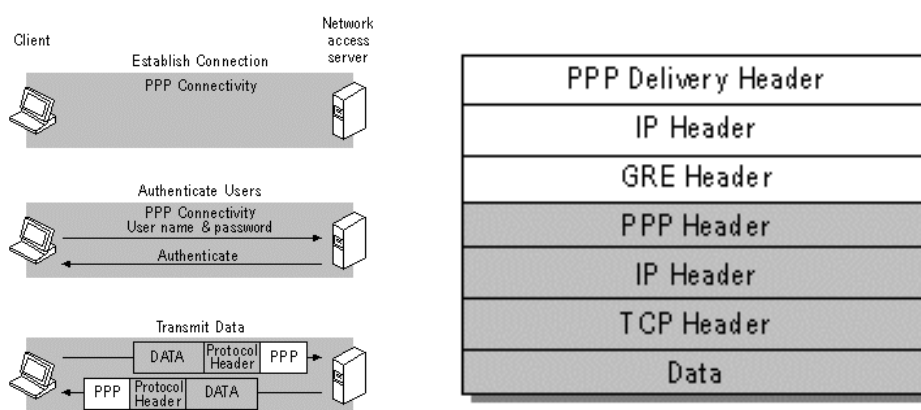 Client
Network
access
server
Establish Connection
PPP Connectivity
Authenticate Users
PPP Connectivity
User name & password
Authenticate
Transmit Data
DATA
Protocol
Header
PPP
PPP
Protocol
Header
DATA
PPP Delivery Header
IP Header
GRE Header
PPP Header
IP Header
TCP Header
Data